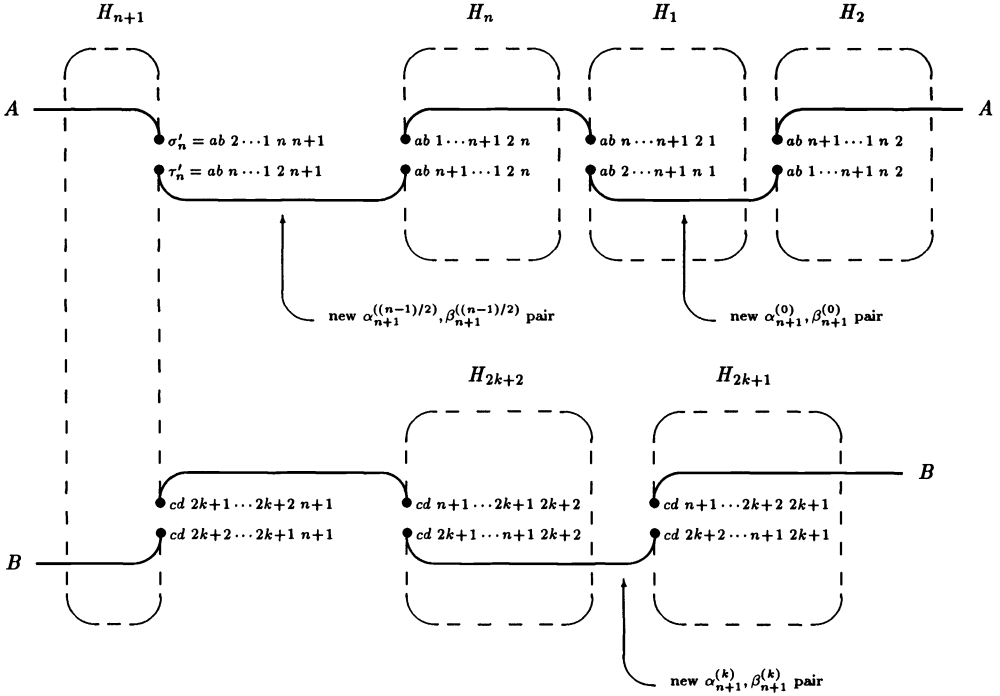 H_{n+1} H_n H_1 H_2
A A
σ′_n = ab 2⋯1 n n+1 ab 1⋯n+1 2 n ab n⋯n+1 2 1 ab n+1⋯1 n 2
τ′_n = ab n⋯1 2 n+1 ab n+1⋯1 2 n ab 2⋯n+1 n 1 ab 1⋯n+1 n 2
new α_{n+1}^{((n−1)/2)}, β_{n+1}^{((n−1)/2)} pair new α_{n+1}^{(0)}, β_{n+1}^{(0)} pair
H_{2k+2} H_{2k+1}
B
cd 2k+1⋯2k+2 n+1 cd n+1⋯2k+1 2k+2 cd n+1⋯2k+2 2k+1
cd 2k+2⋯2k+1 n+1 cd 2k+1⋯n+1 2k+2 cd 2k+2⋯n+1 2k+1
B
new α_{n+1}^{(k)}, β_{n+1}^{(k)} pair